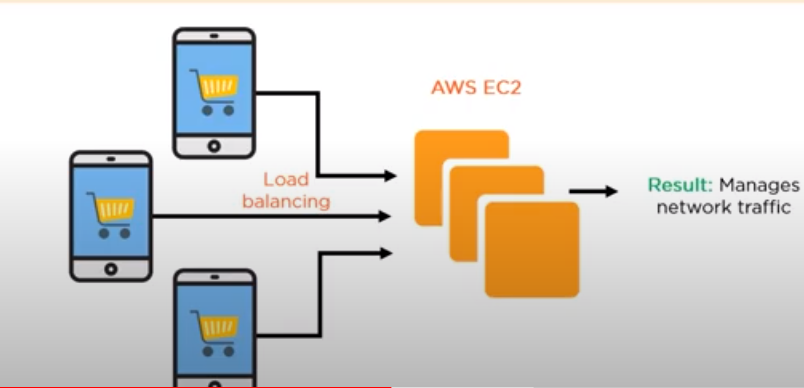 AWS EC2
Load
balancing
Result: Manages
network traffic